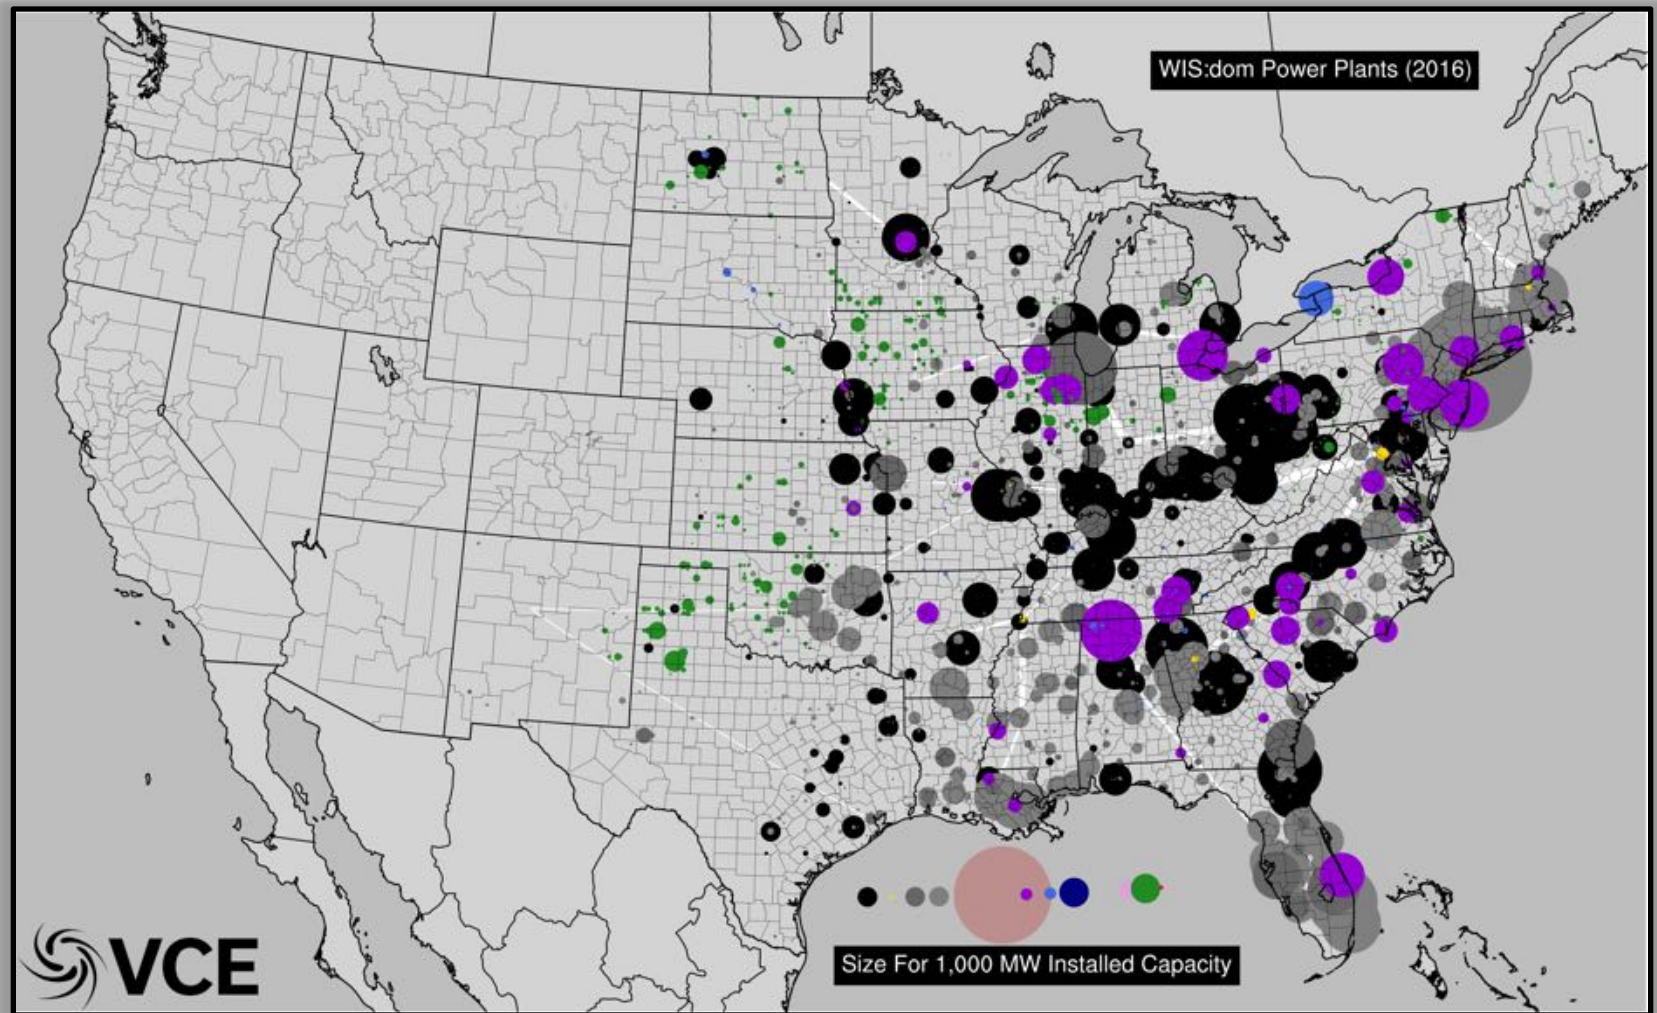 WIS:dom Power Plants (2016)
Size For 1,000 MW Installed Capacity
VCE